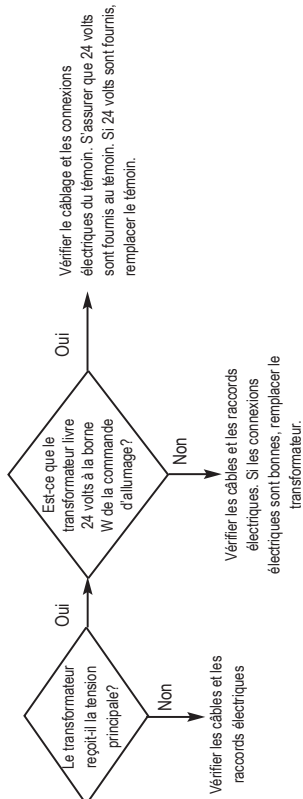 Le transformateur
reçoit-il la tension
principale?
Oui
Non
Vérifier les câbles et les
raccords électriques
Est-ce que le
transformateur livre
24 volts à la borne
W de la commande
d'allumage?
Oui
Non
Vérifier les câbles et les raccords
électriques. Si les connexions
électriques sont bonnes, remplacer le
transformateur.
Vérifier le câblage et les connexions
électriques du témoin. S'assurer que 24 volts
sont fournis au témoin. Si 24 volts sont fournis,
remplacer le témoin.